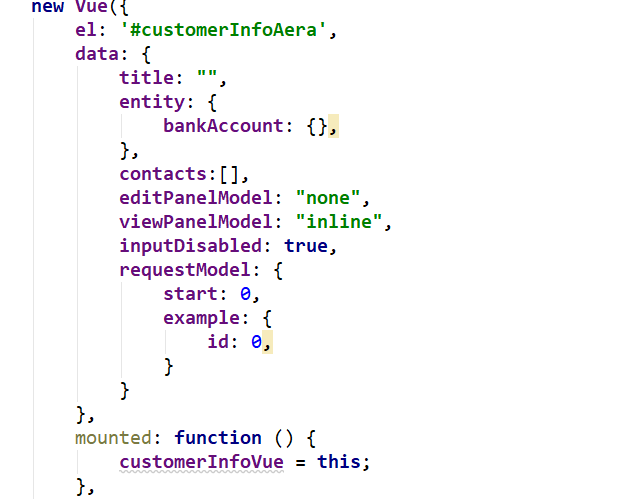 new Vue({
    el: '#customerInfoAera',
    data: {
        title: "",
        entity: {
            bankAccount: {},
        },
        contacts:[],
        editPanelModel: "none",
        viewPanelModel: "inline",
        inputDisabled: true,
        requestModel: {
            start: 0,
            example: {
                id: 0,
            }
        }
    },
    mounted: function () {
        customerInfoVue = this;
    },